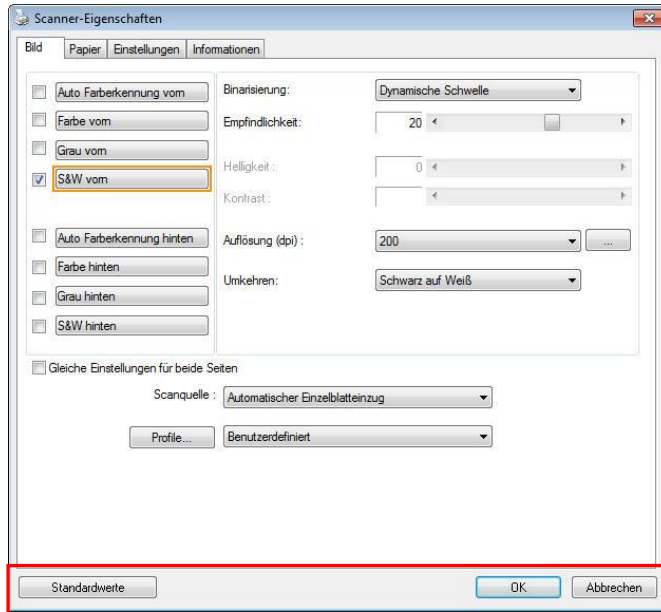 Scanner-Eigenschaften
Bild Papier Einstellungen Informationen
Auto Farberkennung vorn Binarisierung: Dynamische Schwelle
Farbe vorn Empfindlichkeit: 20
Grau vorn
Helligkeit : 0
S&W vorn
Kontrast :
Auto Farberkennung hinten Auflösung (dpi) : 200 ...
Farbe hinten
Umkehren: Schwarz auf Weiß
Grau hinten
S&W hinten
Gleiche Einstellungen für beide Seiten
Scanquelle : Automatischer Einzelblatteinzug
Profile... Benutzerdefiniert
Standardwerte OK Abbrechen